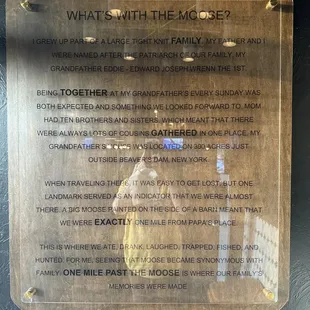 WHAT'S WITH THE MOOSE?
I GREW UP PART OF A LARGE TIGHT KNIT FAMILY. MY FATHER AND I
WERE NAMED AFTER THE PATRIARCH OF OUR FAMILY, MY
GRANDFATHER EDDIE - EDWARD JOSEPH WRENN THE 1ST.
BEING TOGETHER AT MY GRANDFATHER'S EVERY SUNDAY WAS
BOTH EXPECTED AND SOMETHING WE LOOKED FORWARD TO. MOM
HAD TEN BROTHERS AND SISTERS, WHICH MEANT THAT THERE
WERE ALWAYS LOTS OF COUSINS GATHERED IN ONE PLACE. MY
GRANDFATHER'S WAS LOCATED ON 300 ACRES JUST
OUTSIDE BEAVER'S DAM, NEW YORK.
WHEN TRAVELING THERE, IT WAS EASY TO GET LOST, BUT ONE
LANDMARK SERVED AS AN INDICATOR THAT WE WERE ALMOST
THERE. A BIG MOOSE PAINTED ON THE SIDE OF A BARN MEANT THAT
WE WERE EXACTLY ONE MILE FROM PAPA'S PLACE.
THIS IS WHERE WE ATE, DRANK, LAUGHED, TRAPPED, FISHED, AND
HUNTED. FOR ME, SEEING THAT MOOSE BECAME SYNONYMOUS WITH
FAMILY. ONE MILE PAST THE MOOSE IS WHERE OUR FAMILY'S
MEMORIES WERE MADE.